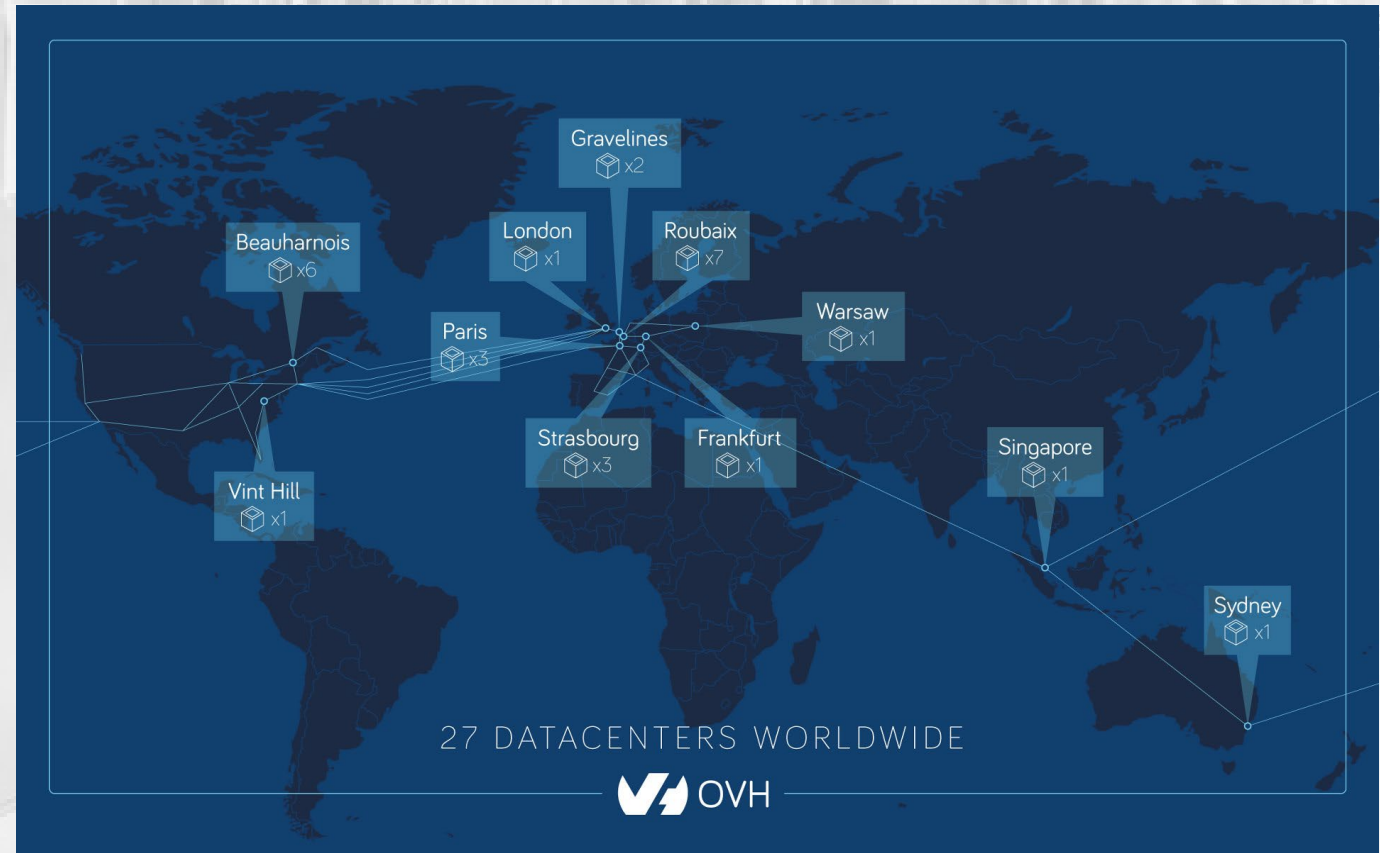 Gravelines
x2
London
x1
Roubaix
x7
Beauharnois
x6
Warsaw
x1
Paris
x3
Strasbourg
x3
Frankfurt
x1
Singapore
x1
Vint Hill
x1
Sydney
x1
27 DATACENTERS WORLDWIDE
OVH